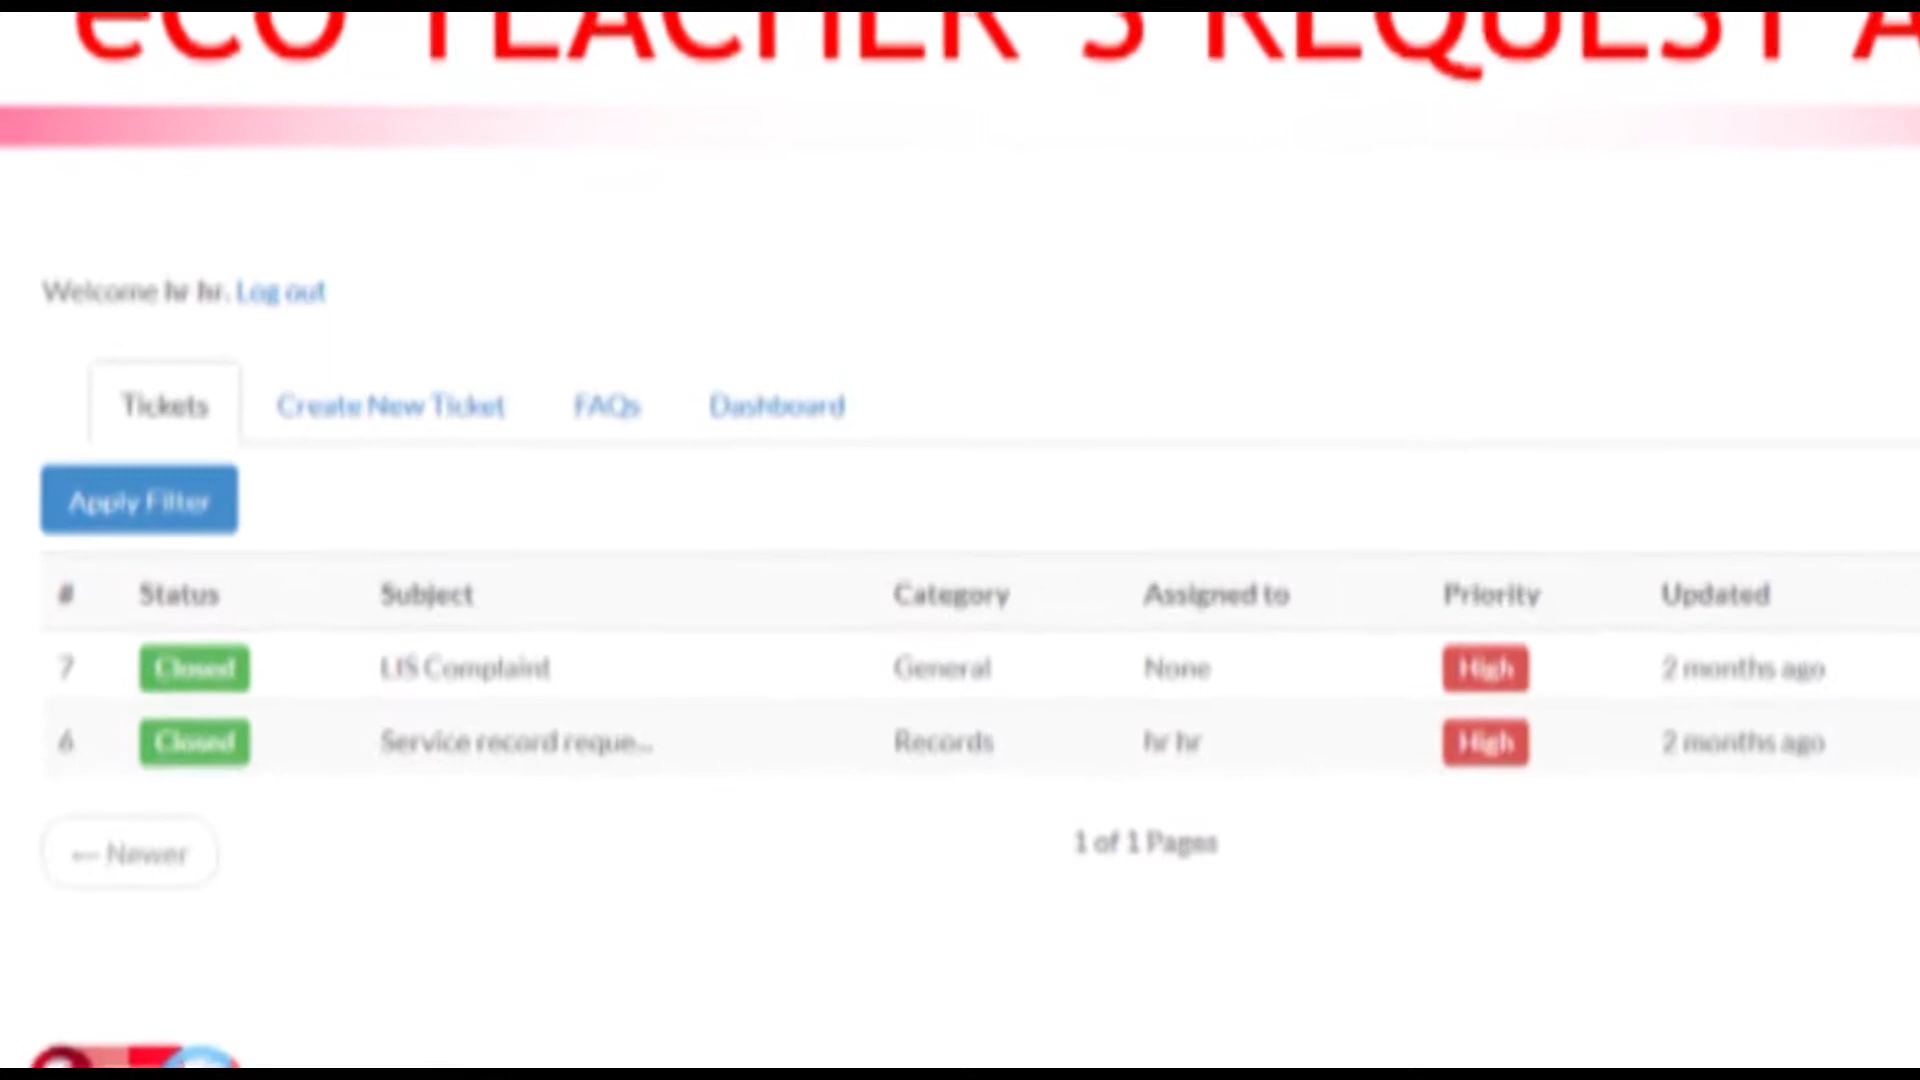 eCO TEACHER'S REQUEST A
Welcome hr hr. Log out
Tickets Create New Ticket FAQs Dashboard
Apply Filter
# Status Subject Category Assigned to Priority Updated
7 Closed LIS Complaint General None High 2 months ago
6 Closed Service record reque... Records hr hr High 2 months ago
← Newer 1 of 1 Pages